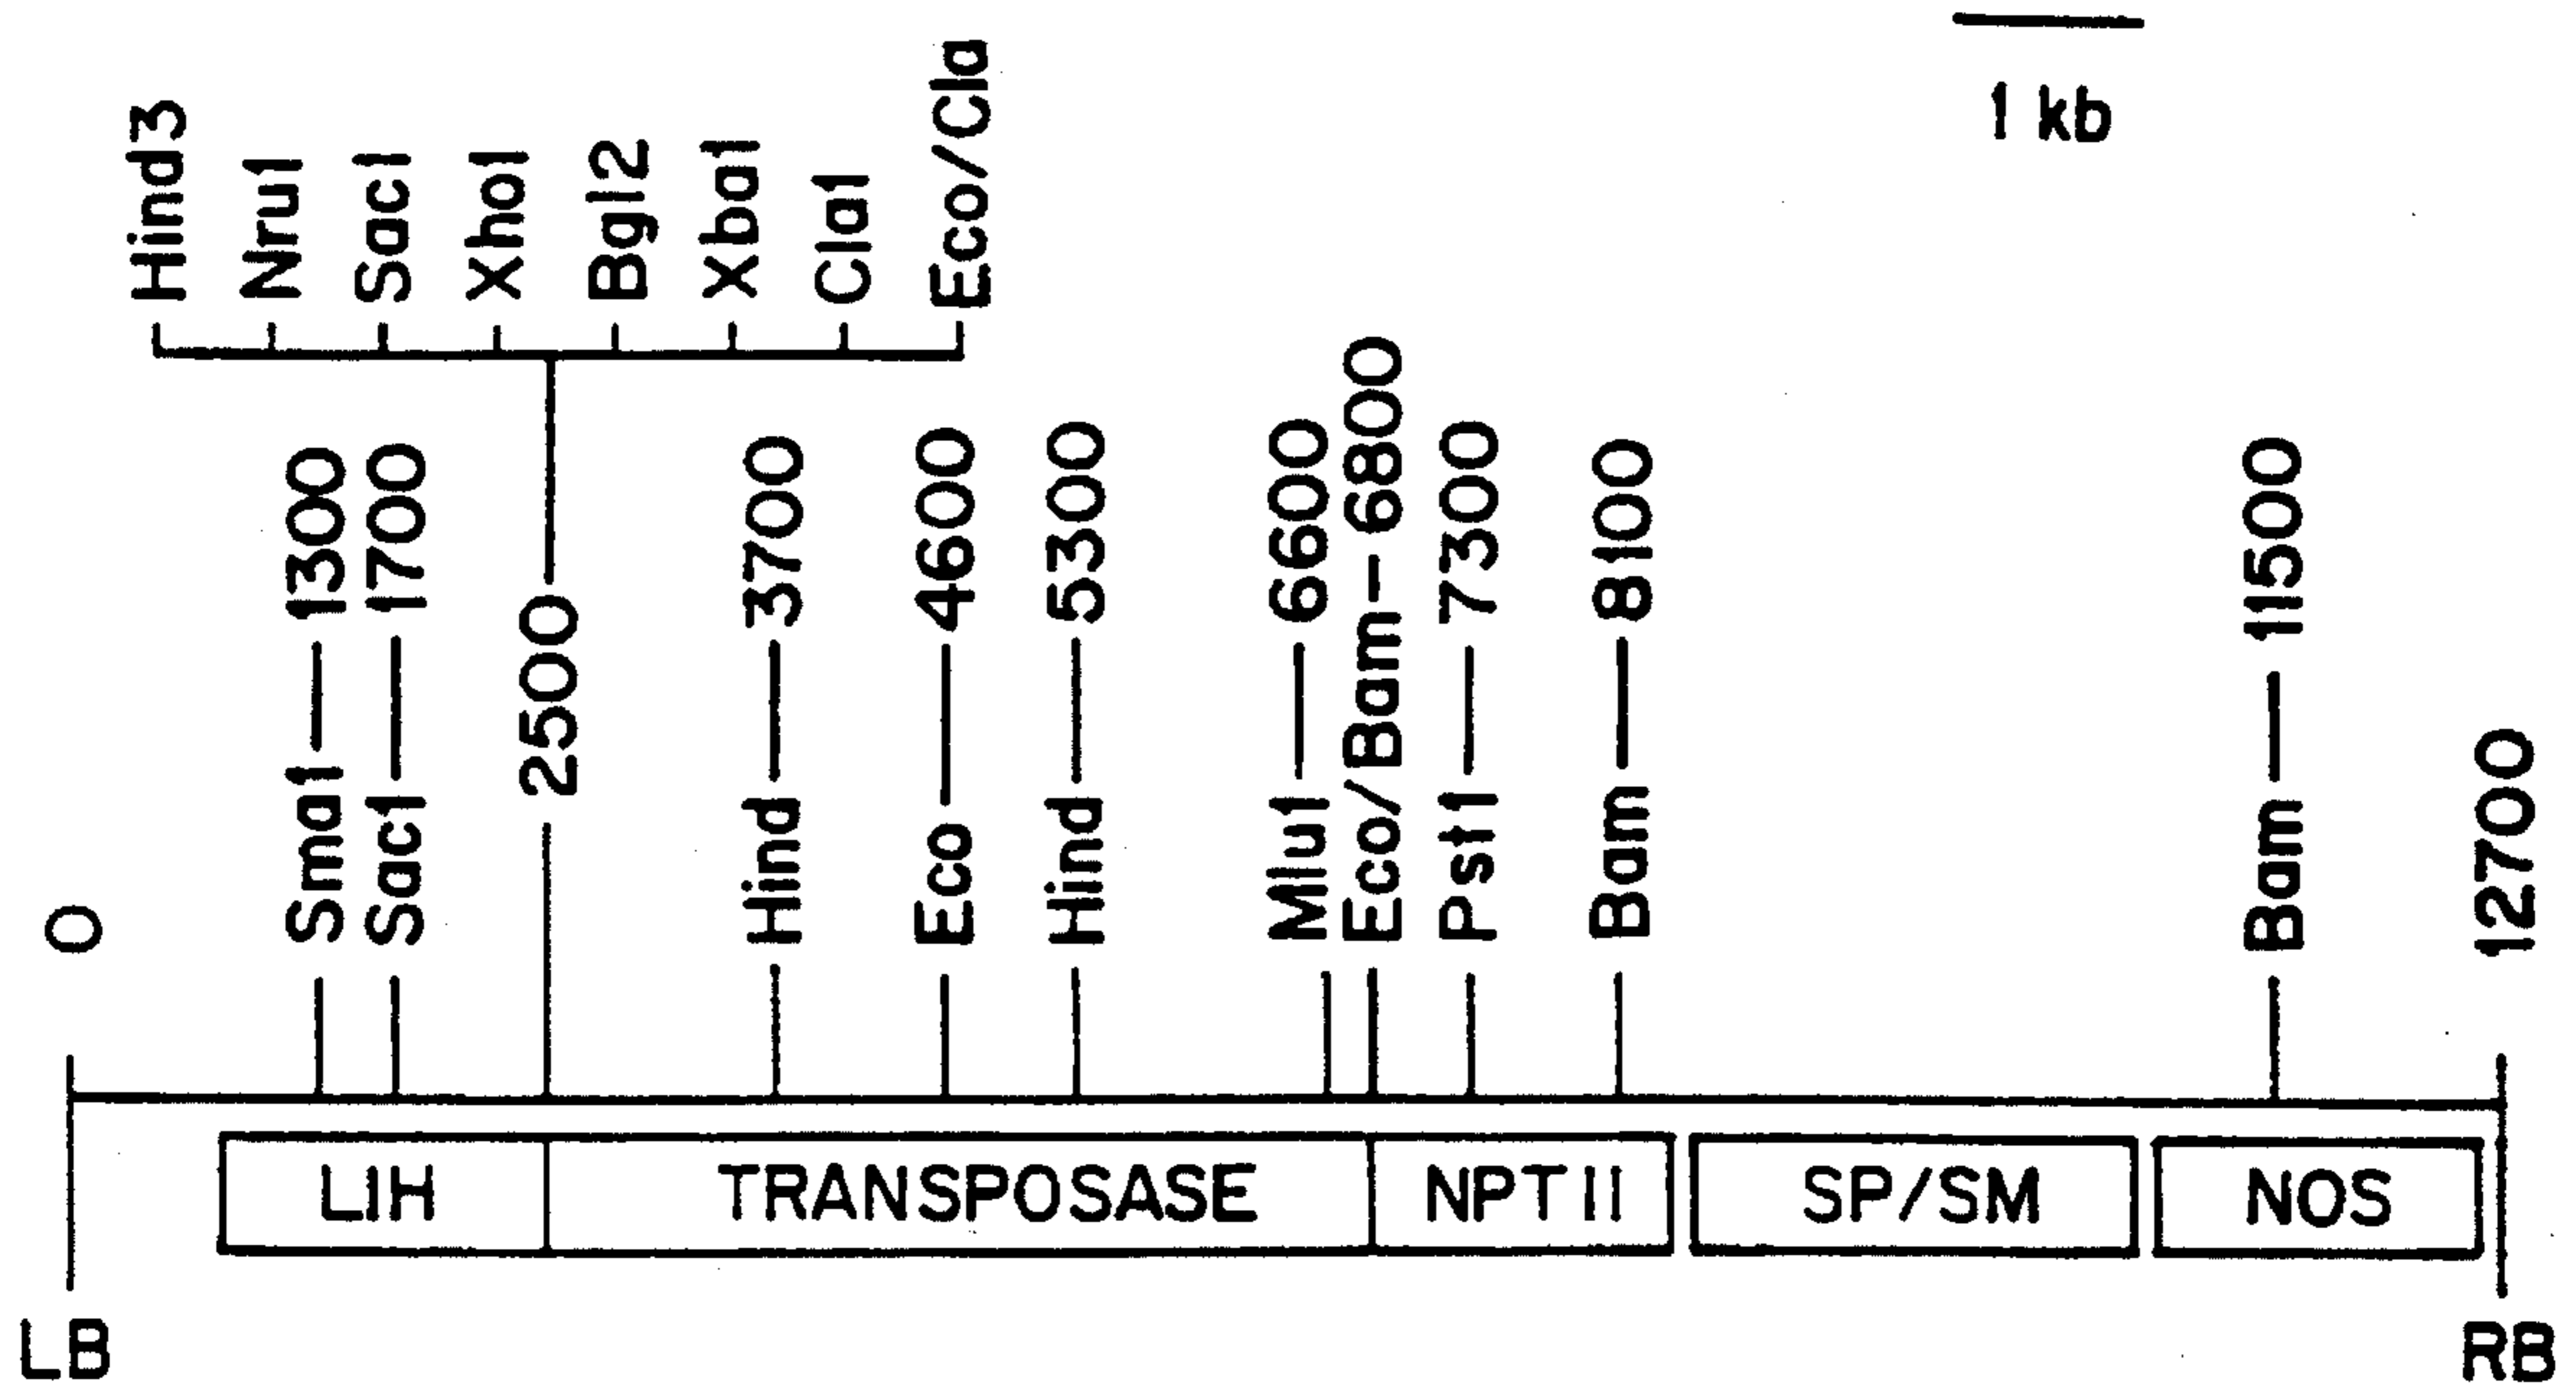 1 kb
Hind3
Nru1
Sac1
Xho1
Bgl2
Xba1
Cla1
Eco/Cla
0
Sma1 — 1300
Sac1 — 1700
2500
Hind — 3700
Eco — 4600
Hind — 5300
Mlu1 — 6600
Eco/Bam — 6800
Pst1 — 7300
Bam — 8100
Bam — 11500
12700
LIH
TRANSPOSASE
NPT II
SP/SM
NOS
LB
RB